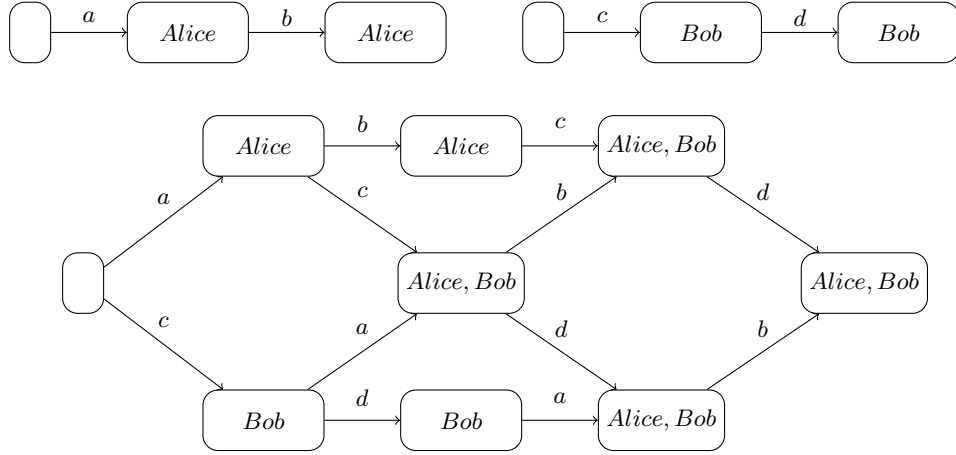 a b c d
Alice Alice Bob Bob
b c
Alice Alice Alice, Bob
a c b d
Alice, Bob Alice, Bob
c a d b
d a
Bob Bob Alice, Bob